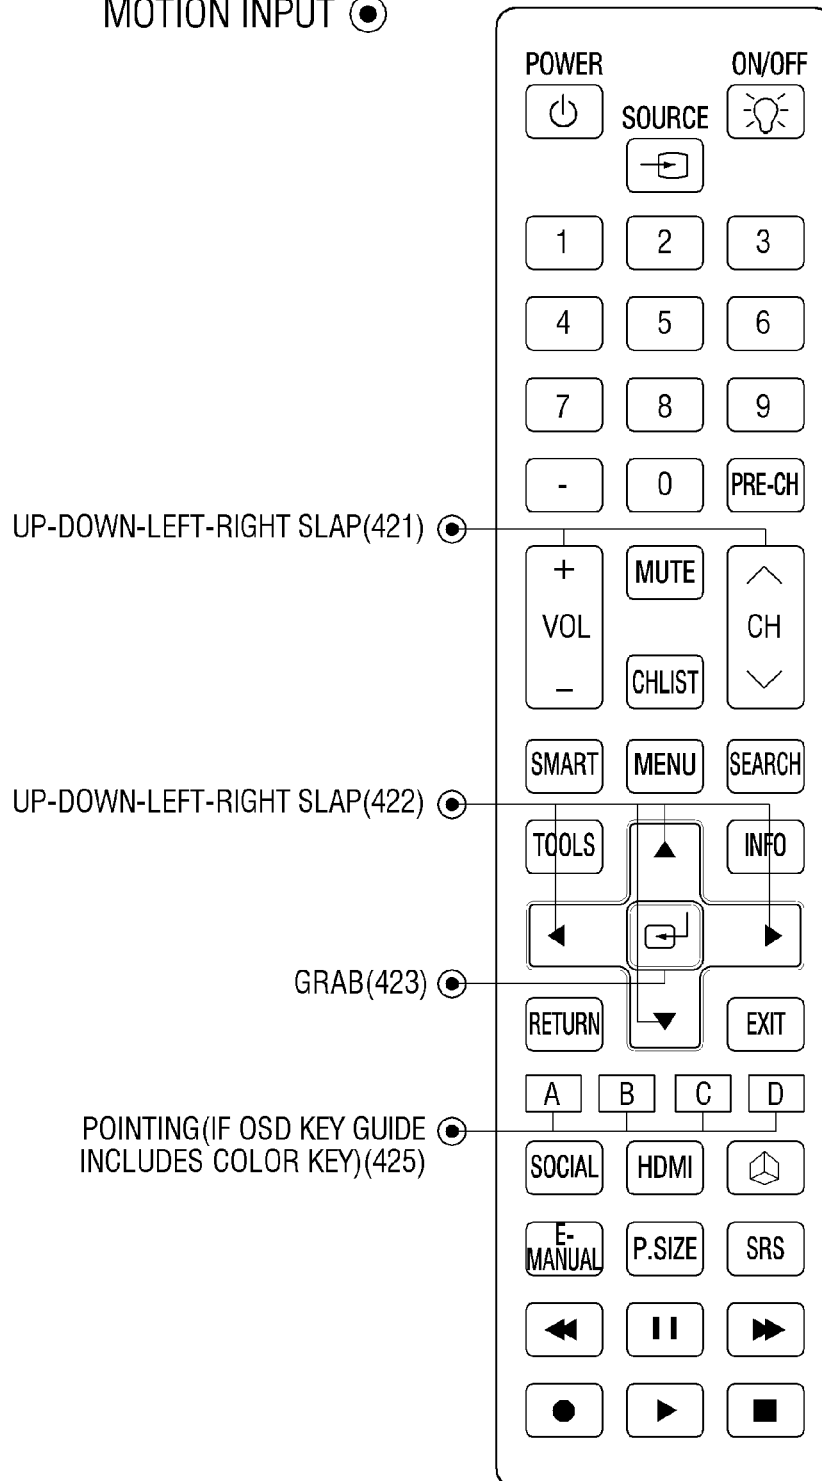 MOTION INPUT
POWER
ON/OFF
SOURCE
1 2 3
4 5 6
7 8 9
- 0 PRE-CH
UP-DOWN-LEFT-RIGHT SLAP(421)
+ MUTE
VOL CH
− CHLIST
SMART MENU SEARCH
UP-DOWN-LEFT-RIGHT SLAP(422)
TOOLS INFO
GRAB(423)
RETURN EXIT
A B C D
POINTING(IF OSD KEY GUIDE
INCLUDES COLOR KEY)(425)
SOCIAL HDMI
E-
MANUAL P.SIZE SRS